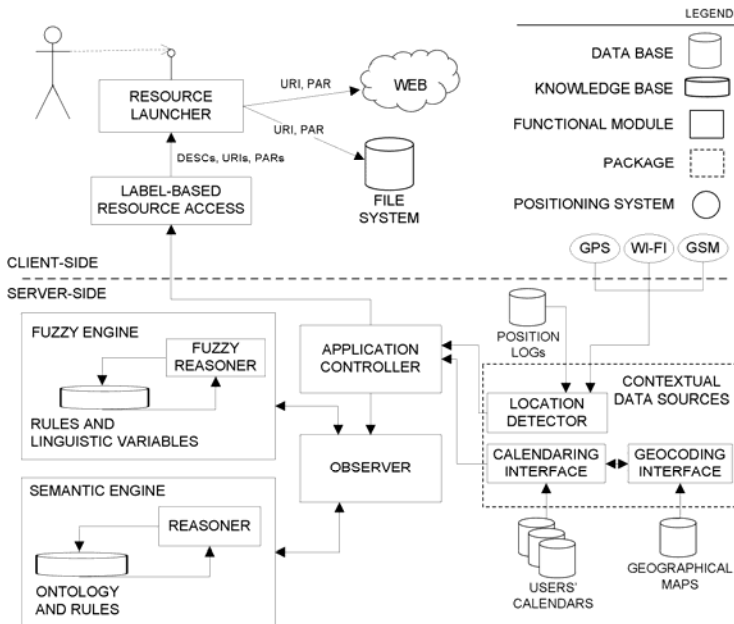 LEGEND
DATA BASE
KNOWLEDGE BASE
FUNCTIONAL MODULE
PACKAGE
POSITIONING SYSTEM
RESOURCE
LAUNCHER
URI, PAR
WEB
URI, PAR
FILE
SYSTEM
DESCs, URIs, PARs
LABEL-BASED
RESOURCE ACCESS
GPS
WI-FI
GSM
CLIENT-SIDE
SERVER-SIDE
FUZZY ENGINE
FUZZY
REASONER
RULES AND
LINGUISTIC VARIABLES
APPLICATION
CONTROLLER
POSITION
LOGs
CONTEXTUAL
DATA SOURCES
LOCATION
DETECTOR
CALENDARING
INTERFACE
GEOCODING
INTERFACE
OBSERVER
SEMANTIC ENGINE
REASONER
ONTOLOGY
AND RULES
USERS'
CALENDARS
GEOGRAPHICAL
MAPS